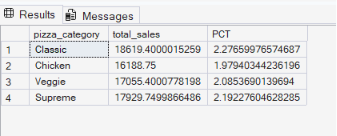 Results Messages
pizza_category total_sales PCT
1 Classic 18619.4000015259 2.27659976574687
2 Chicken 16188.75 1.97940344236196
3 Veggie 17055.4000778198 2.0853690139694
4 Supreme 17929.7499866486 2.19227604628285